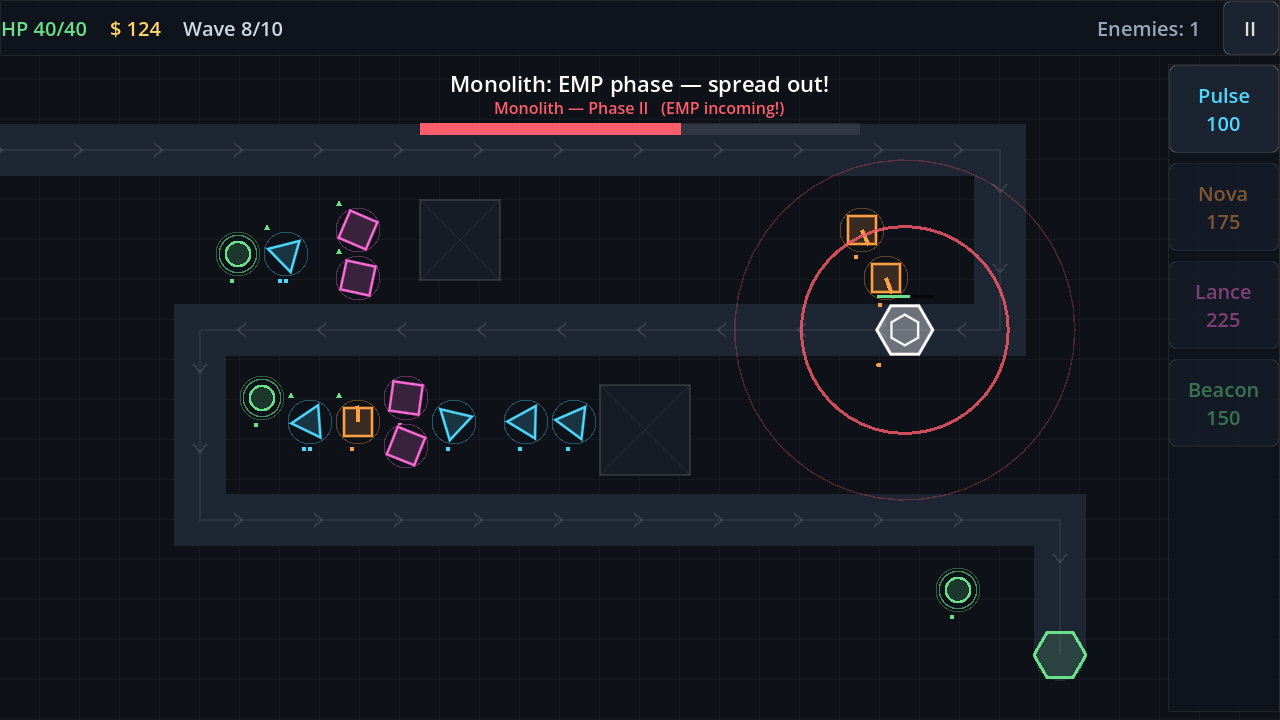 HP 40/40 $ 124 Wave 8/10 Enemies: 1 II
Monolith: EMP phase — spread out!
Monolith — Phase II (EMP incoming!)
Pulse
100
Nova
175
Lance
225
Beacon
150